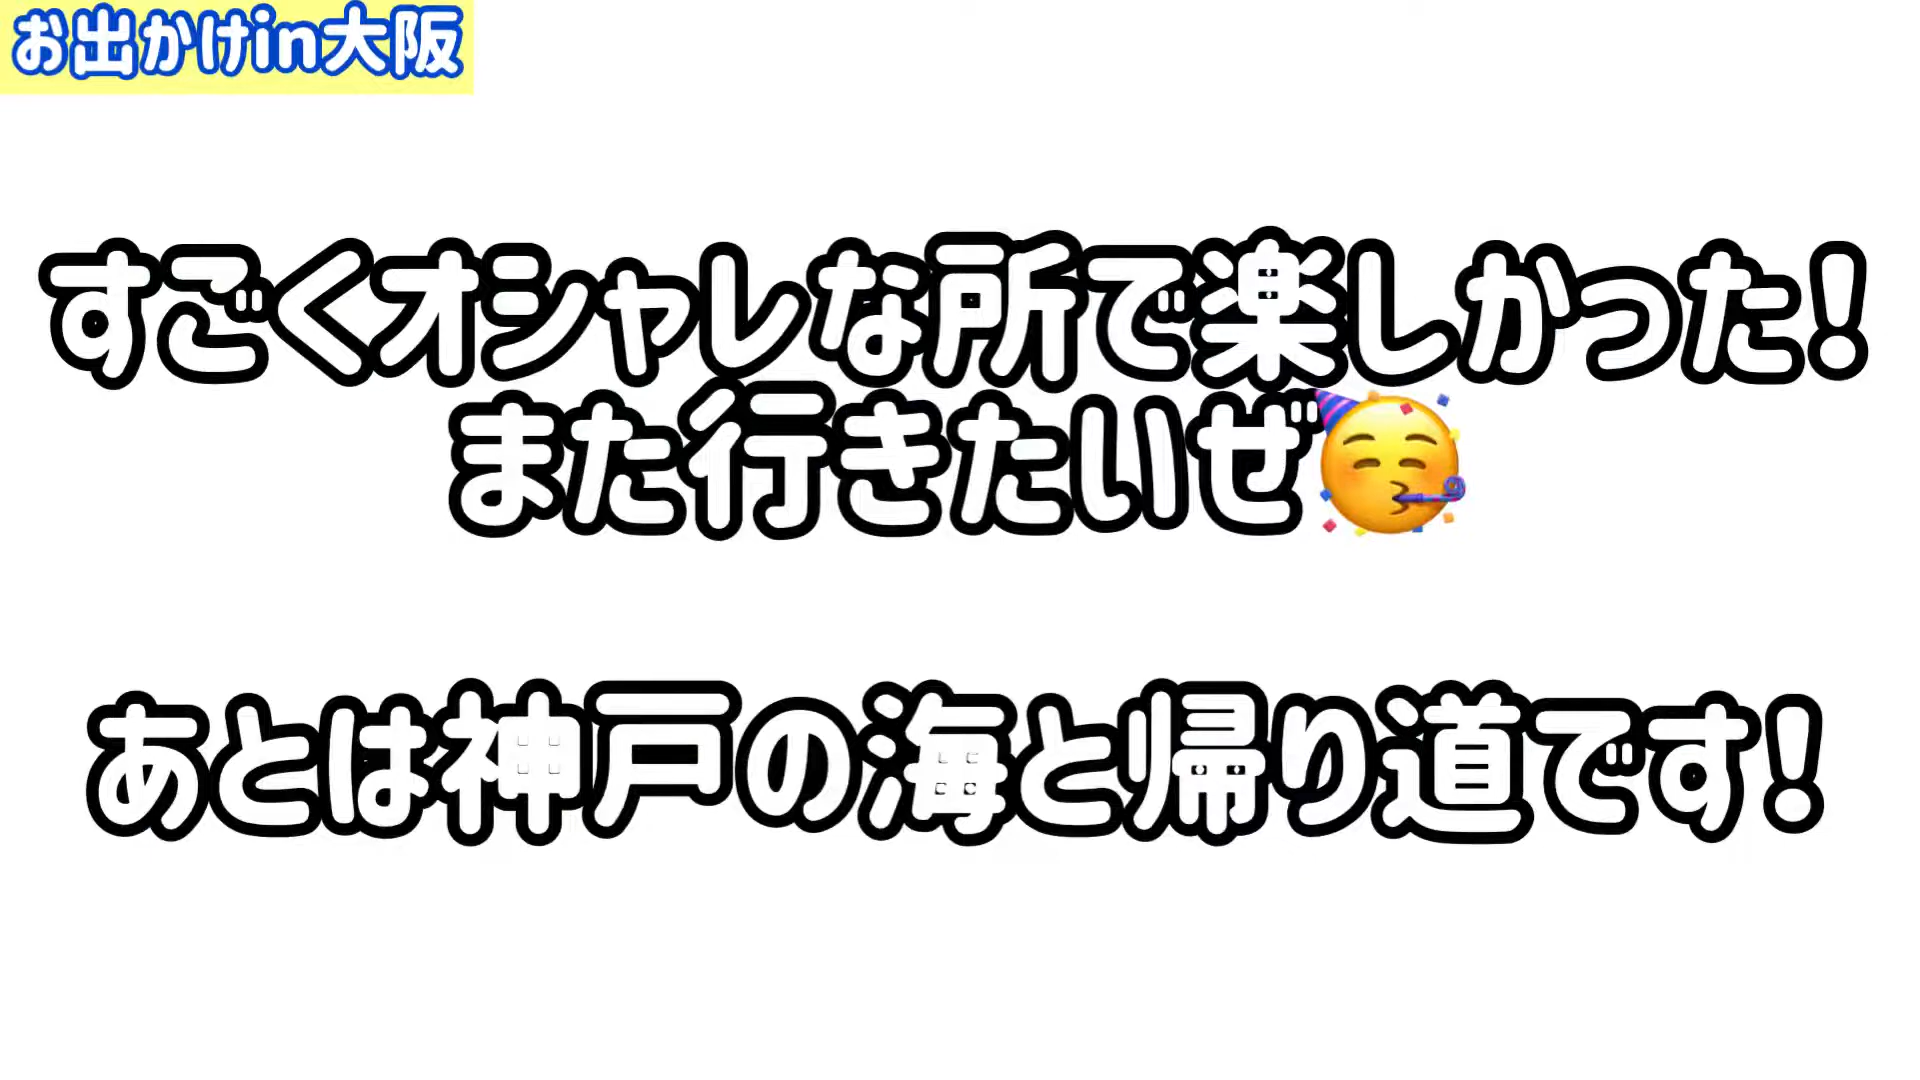 お出かけin大阪
すごくオシャレな所で楽しかった!
また行きたいぜ🥳
あとは神戸の海と帰り道です!